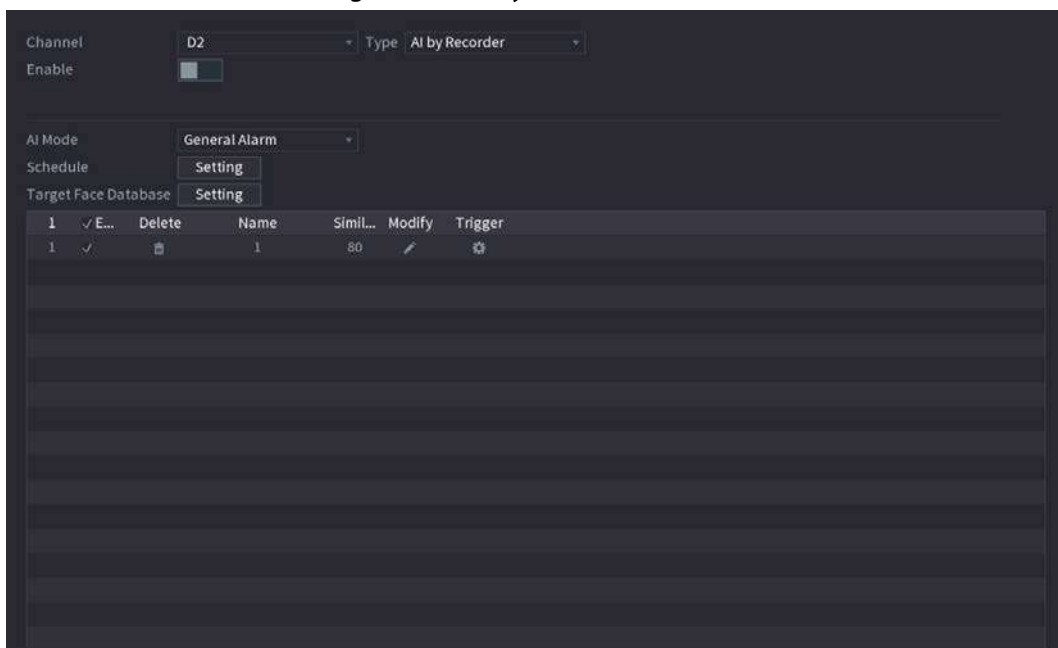 Channel D2 Type AI by Recorder
Enable
AI Mode General Alarm
Schedule Setting
Target Face Database Setting
1 ✓ E... Delete Name Simil... Modify Trigger
1 ✓ 1 80